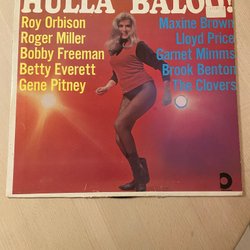 HULLA BALOO!
Roy Orbison
Roger Miller
Bobby Freeman
Betty Everett
Gene Pitney
Maxine Brown
Lloyd Price
Garnet Mimms
Brook Benton
The Clovers